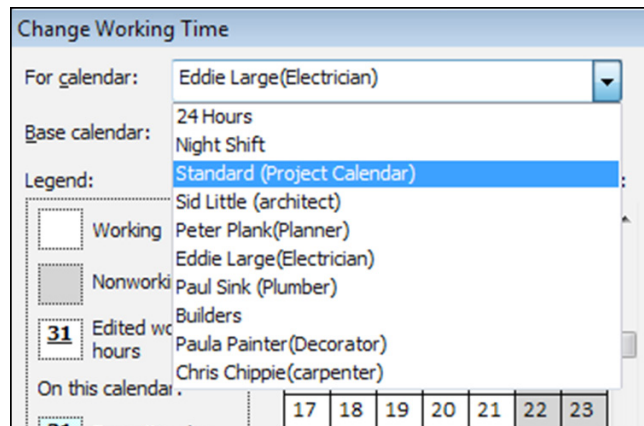 Change Working Time
For calendar: Eddie Large(Electrician)
24 Hours
Base calendar: Night Shift
Standard (Project Calendar)
Legend:
Sid Little (architect)
Working Peter Plank(Planner)
Eddie Large(Electrician)
Nonworki Paul Sink (Plumber)
31 Edited wo Builders
hours Paula Painter(Decorator)
On this calendar: Chris Chippie(carpenter)
17 18 19 20 21 22 23